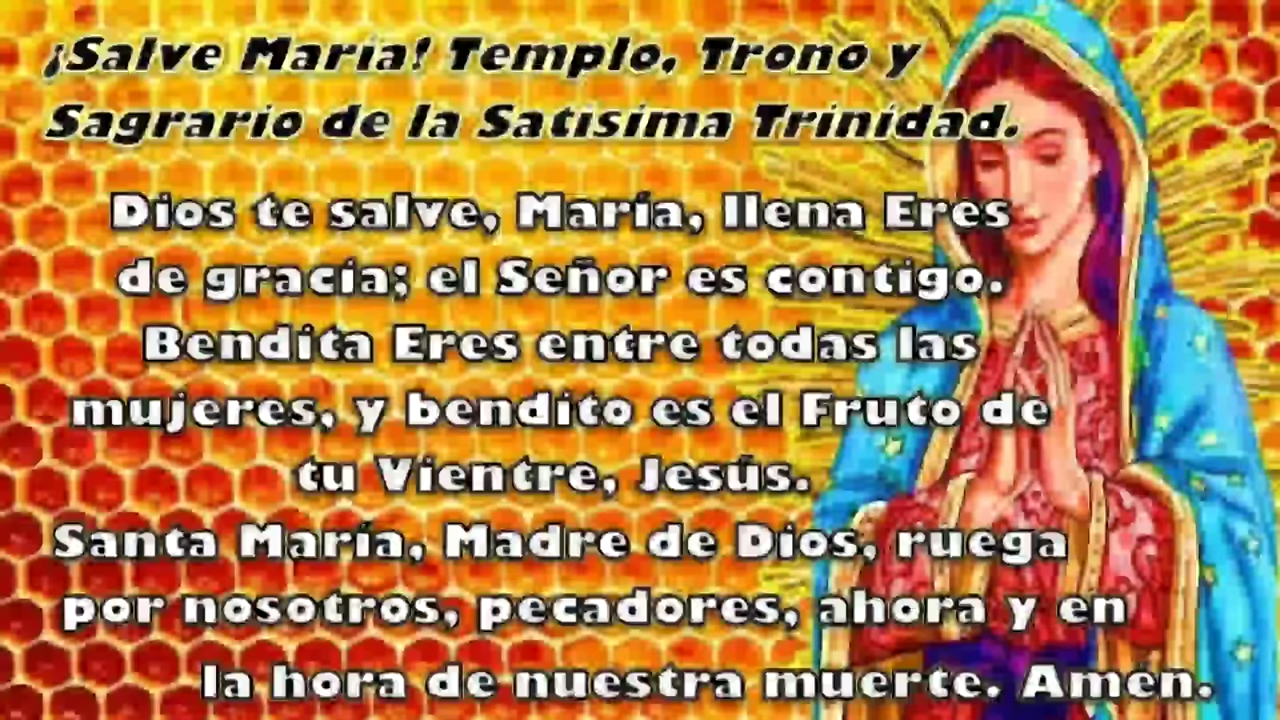 ¡Salve María! Templo, Trono y
Sagrario de la Satisima Trinidad.
Dios te salve, María, llena Eres
de gracia; el Señor es contigo.
Bendita Eres entre todas las
mujeres, y bendito es el Fruto de
tu Vientre, Jesús.
Santa María, Madre de Dios, ruega
por nosotros, pecadores, ahora y en
la hora de nuestra muerte. Amén.